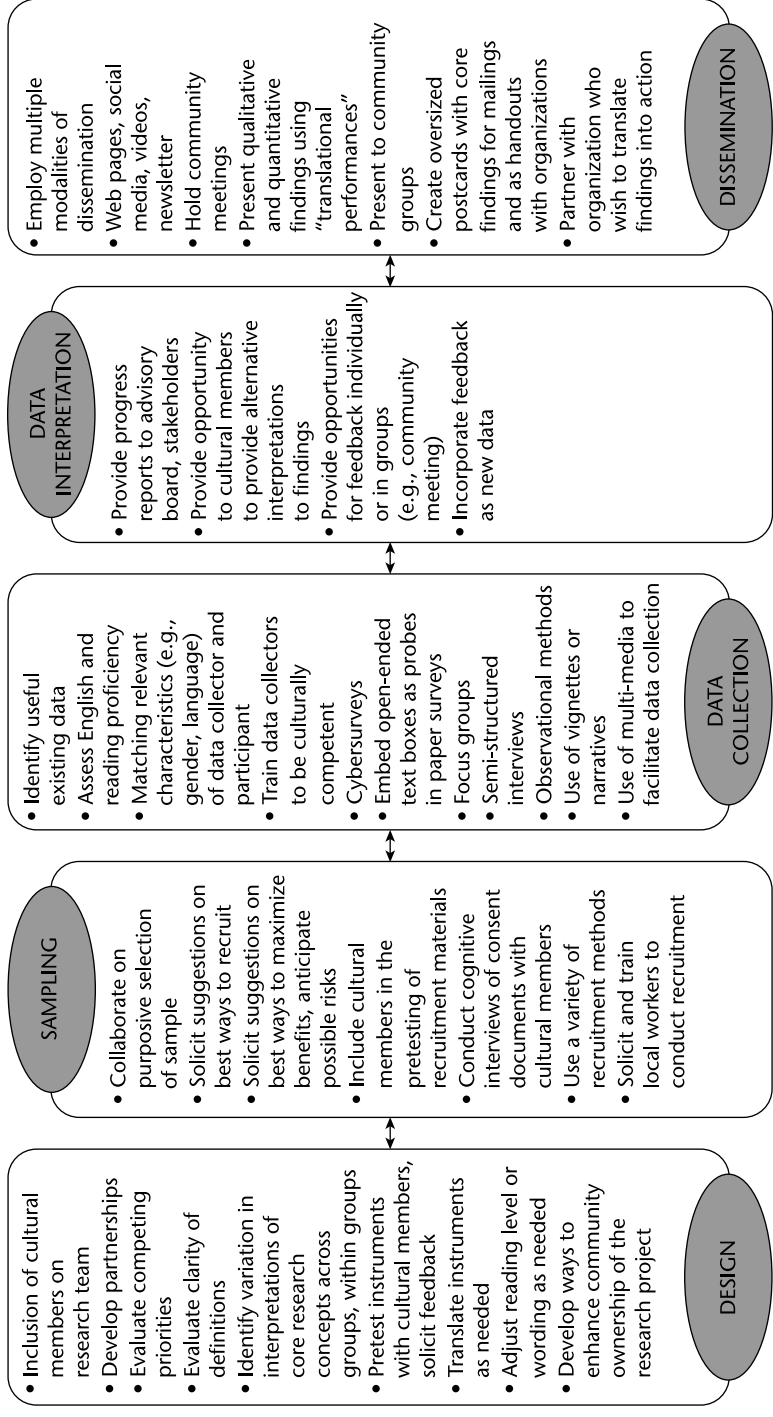 • Inclusion of cultural
members on
research team
• Develop partnerships
• Evaluate competing
priorities
• Evaluate clarity of
definitions
• Identify variation in
interpretations of
core research
concepts across
groups, within groups
• Pretest instruments
with cultural members,
solicit feedback
• Translate instruments
as needed
• Adjust reading level or
wording as needed
• Develop ways to
enhance community
ownership of the
research project
DESIGN
SAMPLING
• Collaborate on
purposive selection
of sample
• Solicit suggestions on
best ways to recruit
• Solicit suggestions on
best ways to maximize
benefits, anticipate
possible risks
• Include cultural
members in the
pretesting of
recruitment materials
• Conduct cognitive
interviews of consent
documents with
cultural members
• Use a variety of
recruitment methods
• Solicit and train
local workers to
conduct recruitment
• Identify useful
existing data
• Assess English and
reading proficiency
• Matching relevant
characteristics (e.g.,
gender, language)
of data collector and
participant
• Train data collectors
to be culturally
competent
• Cybersurveys
• Embed open-ended
text boxes as probes
in paper surveys
• Focus groups
• Semi-structured
interviews
• Observational methods
• Use of vignettes or
narratives
• Use of multi-media to
facilitate data collection
DATA
COLLECTION
DATA
INTERPRETATION
• Provide progress
reports to advisory
board, stakeholders
• Provide opportunity
to cultural members
to provide alternative
interpretations
to findings
• Provide opportunities
for feedback individually
or in groups
(e.g., community
meeting)
• Incorporate feedback
as new data
• Employ multiple
modalities of
dissemination
• Web pages, social
media, videos,
newsletter
• Hold community
meetings
• Present qualitative
and quantitative
findings using
“translational
performances”
• Present to community
groups
• Create oversized
postcards with core
findings for mailings
and as handouts
with organizations
• Partner with
organization who
wish to translate
findings into action
DISSEMINATION